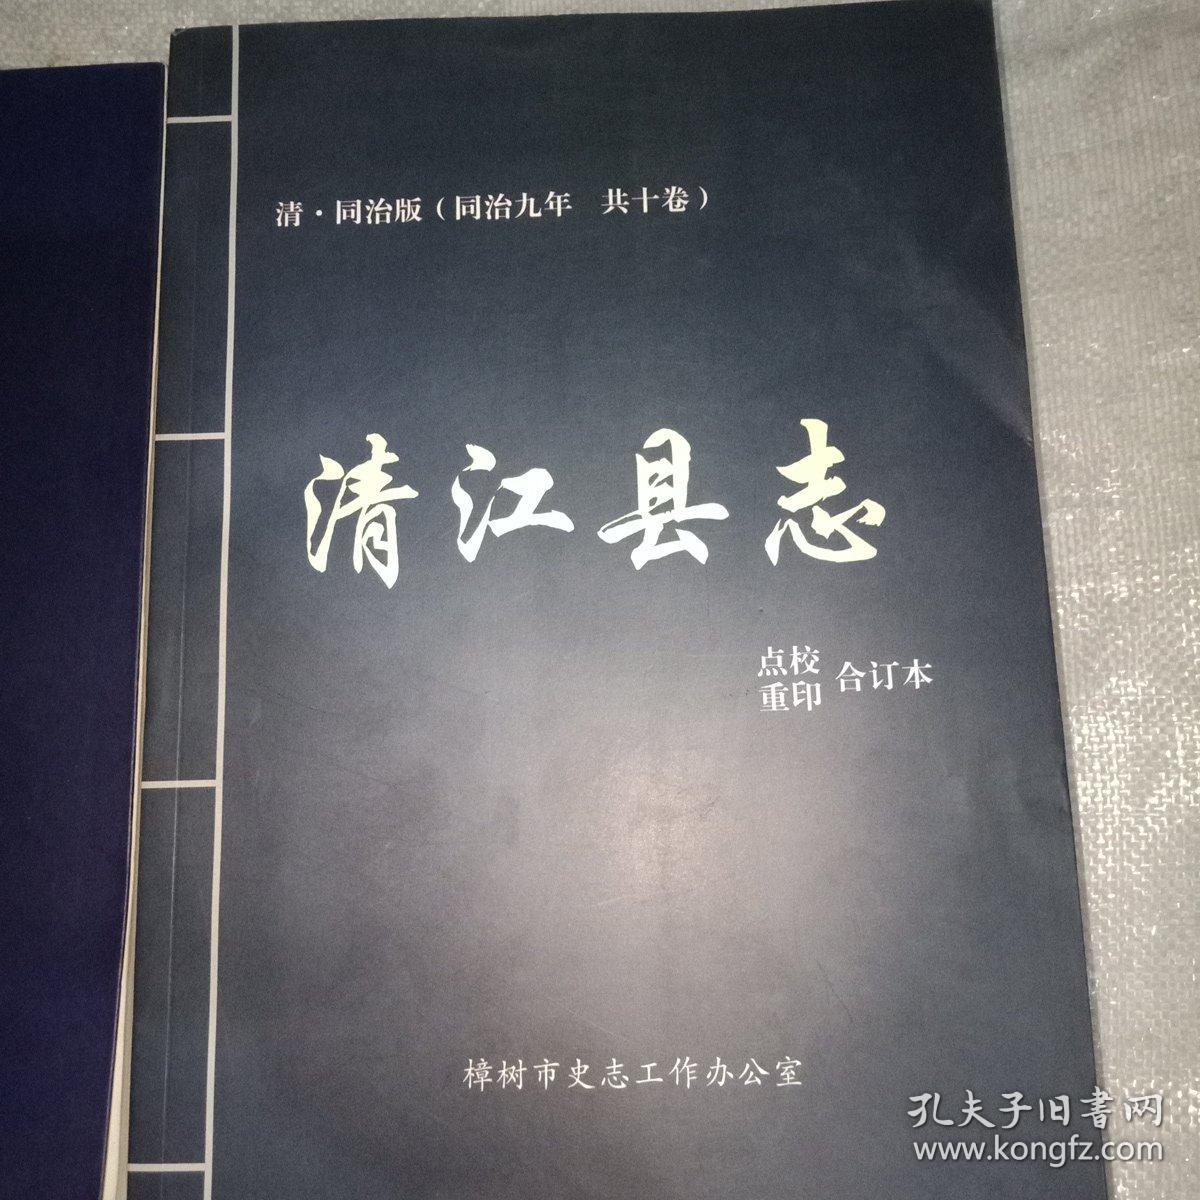 清·同治版（同治九年　共十卷）
清江县志
点校
重印 合订本
樟树市史志工作办公室
孔夫子旧书网
www.kongfz.com